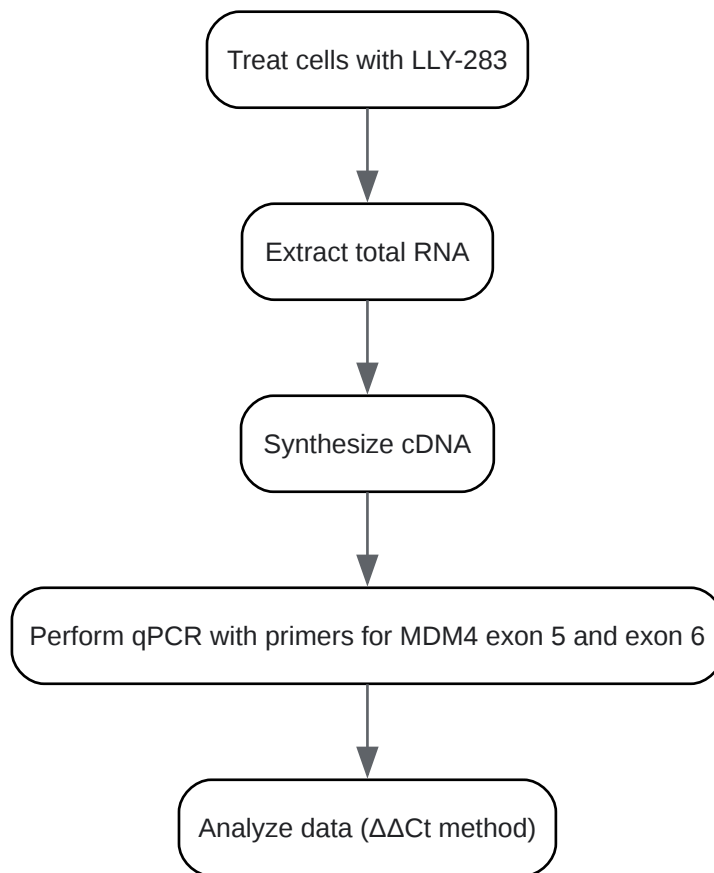 Treat cells with LLY-283
Extract total RNA
Synthesize cDNA
Perform qPCR with primers for MDM4 exon 5 and exon 6
Analyze data (ΔΔCt method)